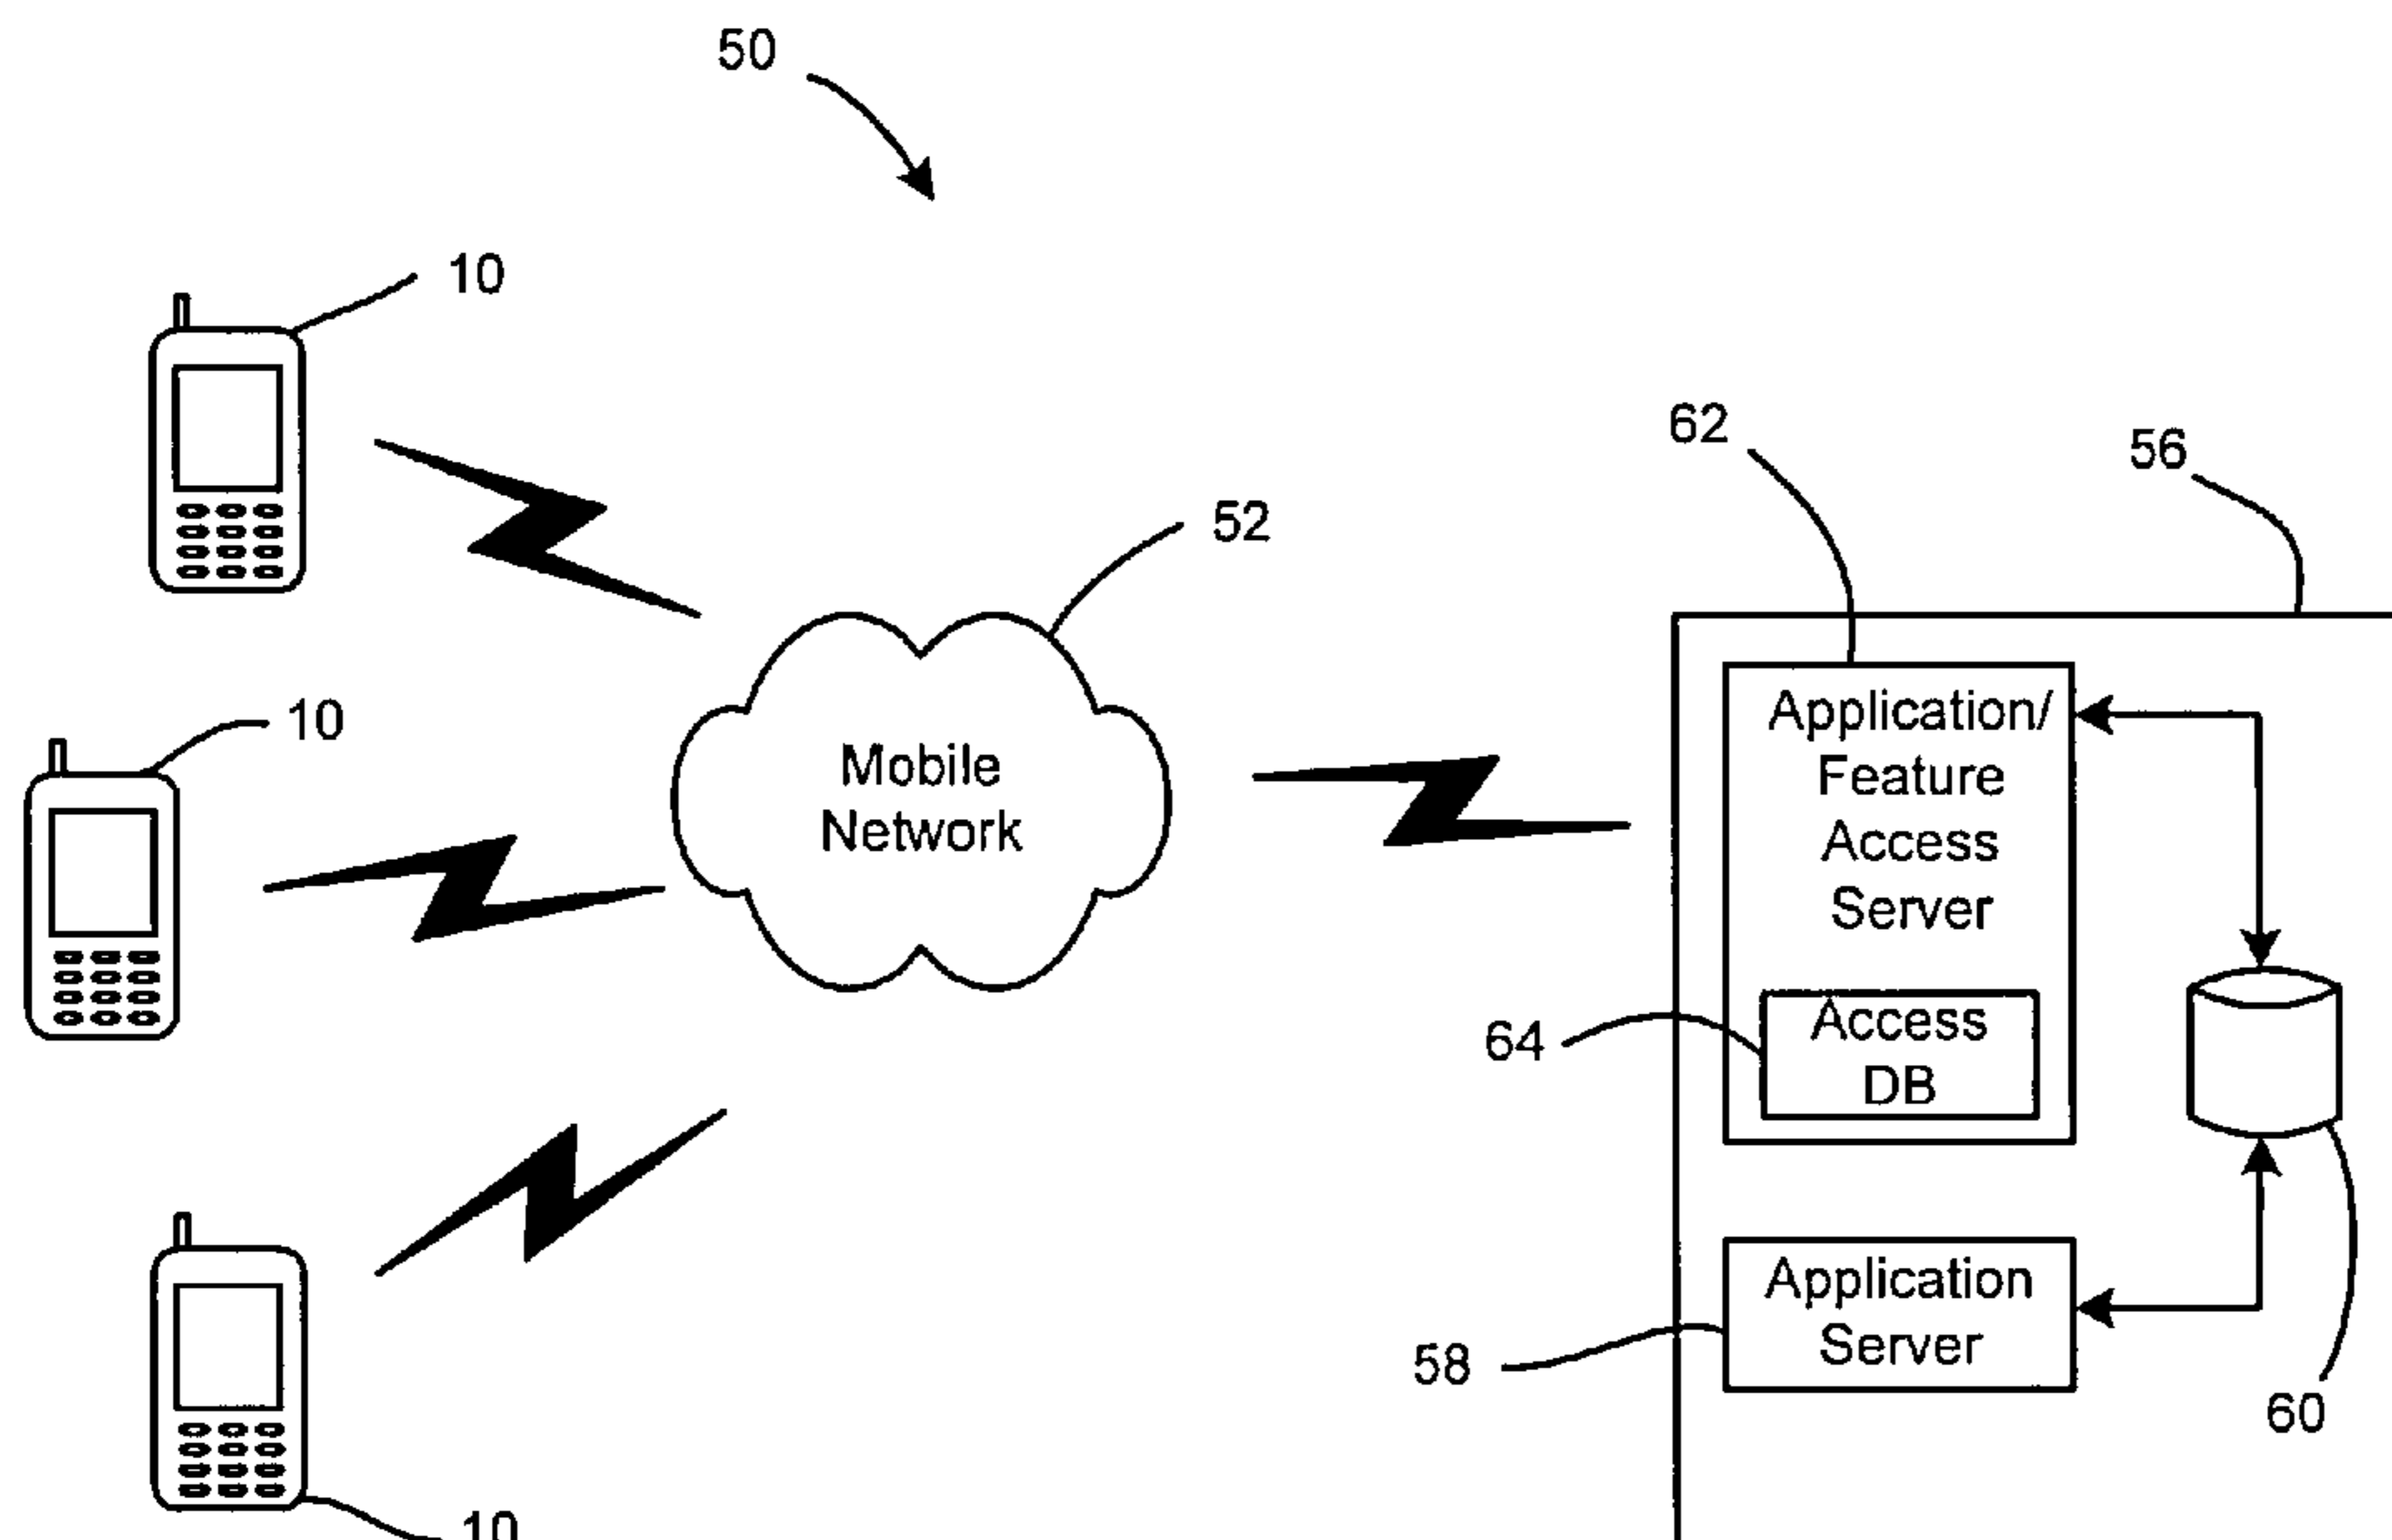 50
10
62
56
52
10
Application/
Feature
Access
Server
Mobile
Network
64
Access
DB
Application
Server
58
60
10